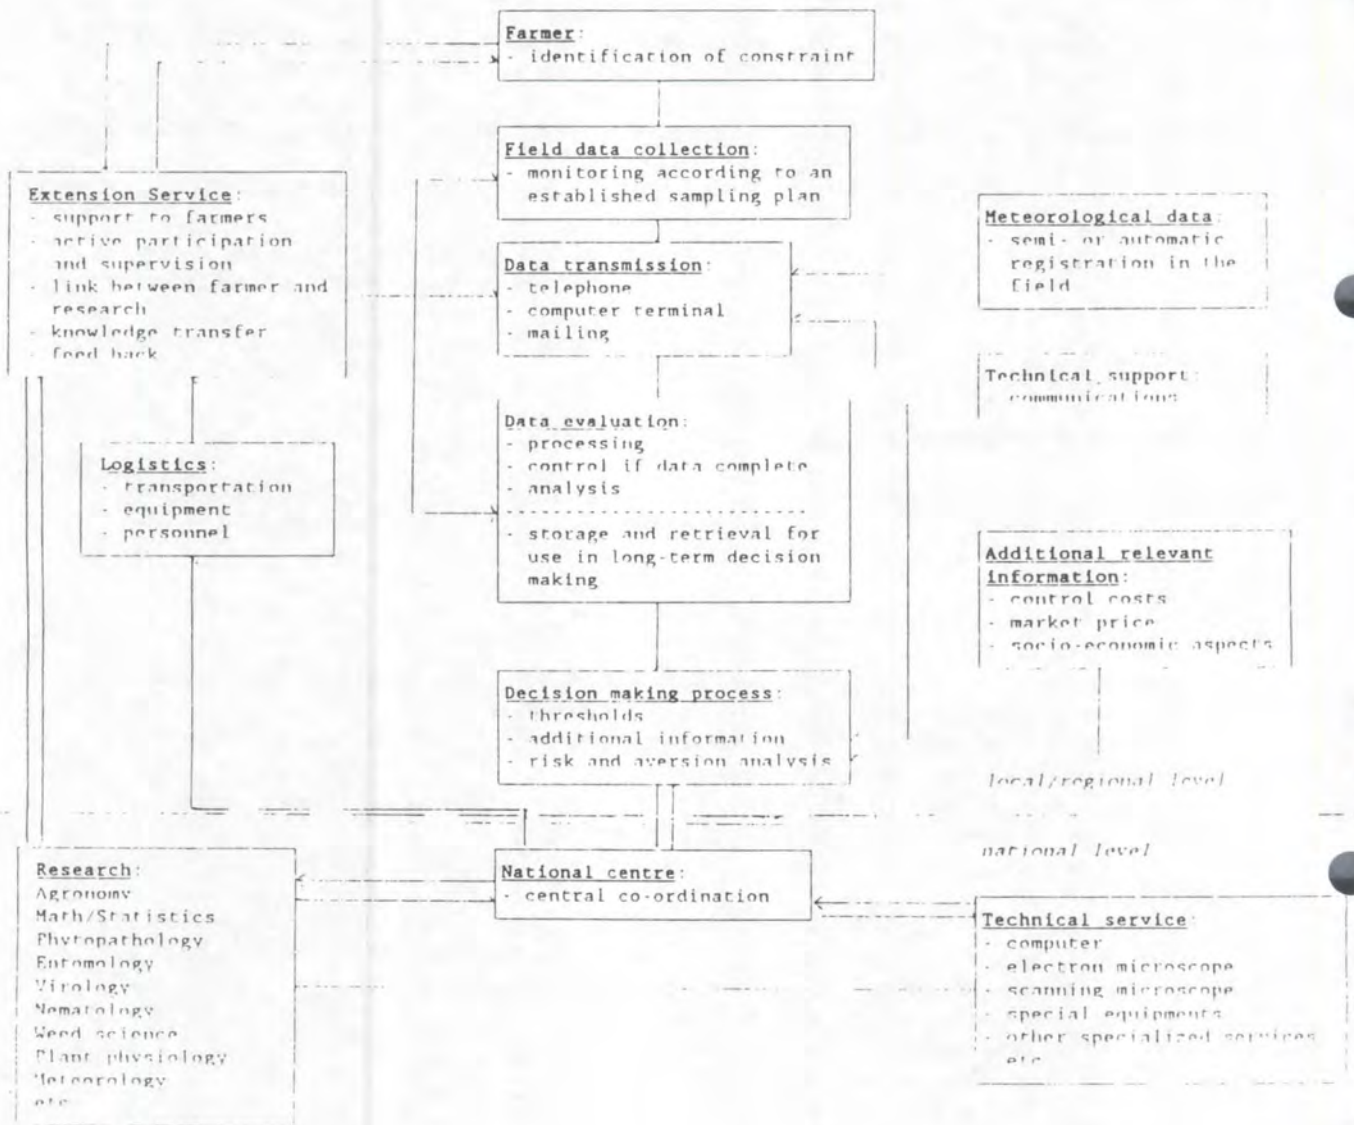 Farmer:
- identification of constraint
Field data collection:
- monitoring according to an
established sampling plan
Extension Service:
- support to farmers
- active participation
- and supervision
- link between farmer and
research
- knowledge transfer
- feed back
Data transmission:
- telephone
- computer terminal
- mailing
Meteorological data:
- semi- or automatic
registration in the
field
Technical support:
- communications
Data evaluation:
- processing
- control if data complete
- analysis
- storage and retrieval for
use in long-term decision
making
Logistics:
- transportation
- equipment
- personnel
Additional relevant
information:
- control costs
- market price
- socio-economic aspects
Decision making process:
- thresholds
- additional information
- risk and aversion analysis
local/regional level
national level
Research:
Agronomy
Math/Statistics
Phytopathology
Entomology
Virology
Nematology
Weed science
Plant physiology
Meteorology
etc
National centre:
- central co-ordination
Technical service:
- computer
- electron microscope
- scanning microscope
- special equipments
- other specialized services
etc